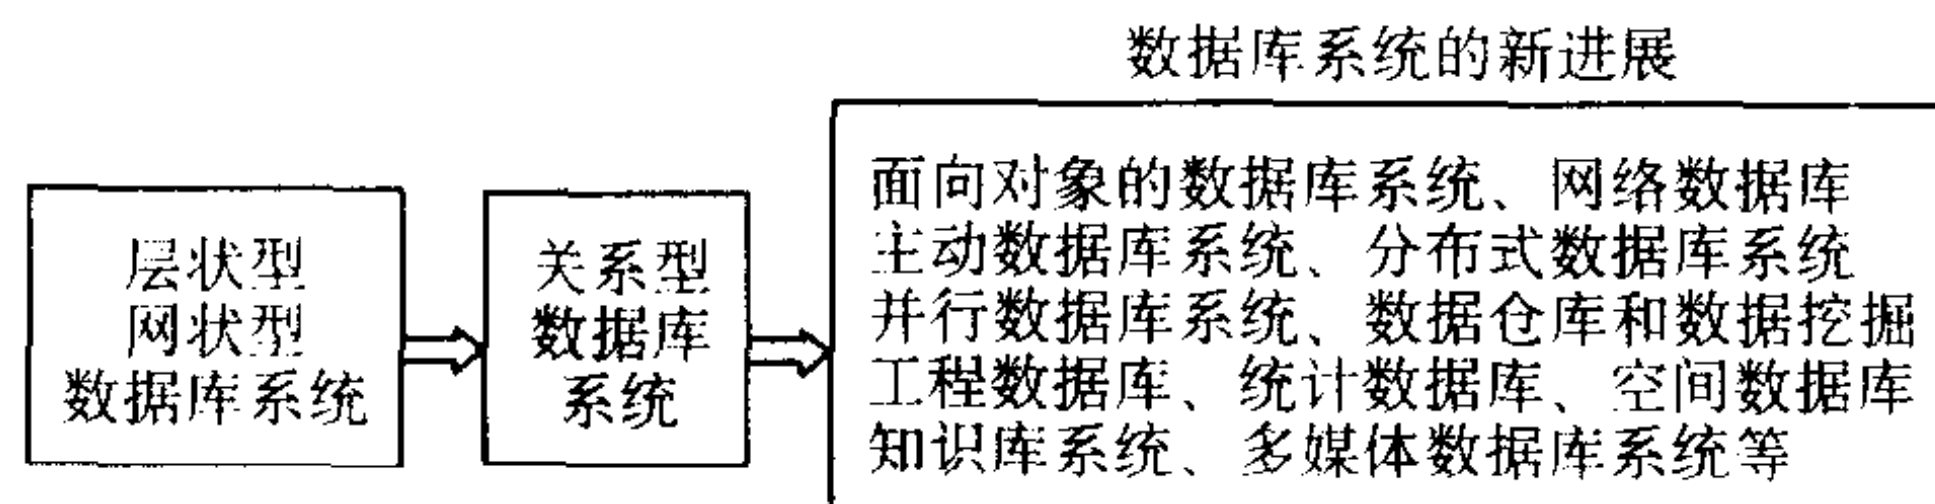 数据库系统的新进展
层状型
网状型
数据库系统
关系型
数据库
系统
面向对象的数据库系统、网络数据库
主动数据库系统、分布式数据库系统
并行数据库系统、数据仓库和数据挖掘
工程数据库、统计数据库、空间数据库
知识库系统、多媒体数据库系统等